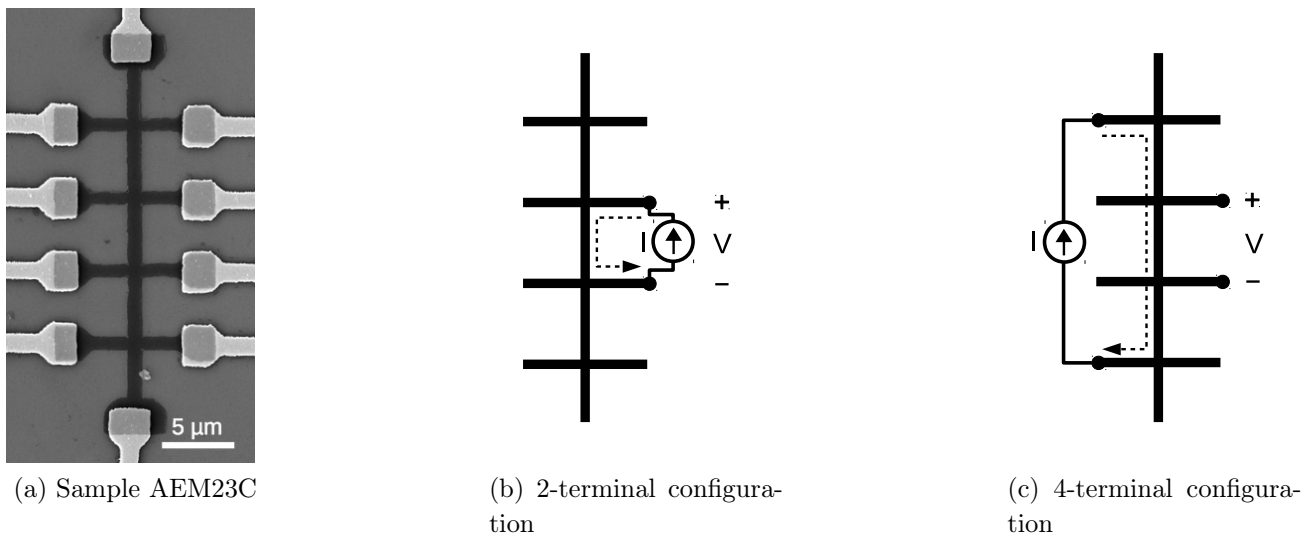 5 µm
(a) Sample AEM23C
I
+
V
−
(b) 2-terminal configura-
tion
I
+
V
−
(c) 4-terminal configura-
tion